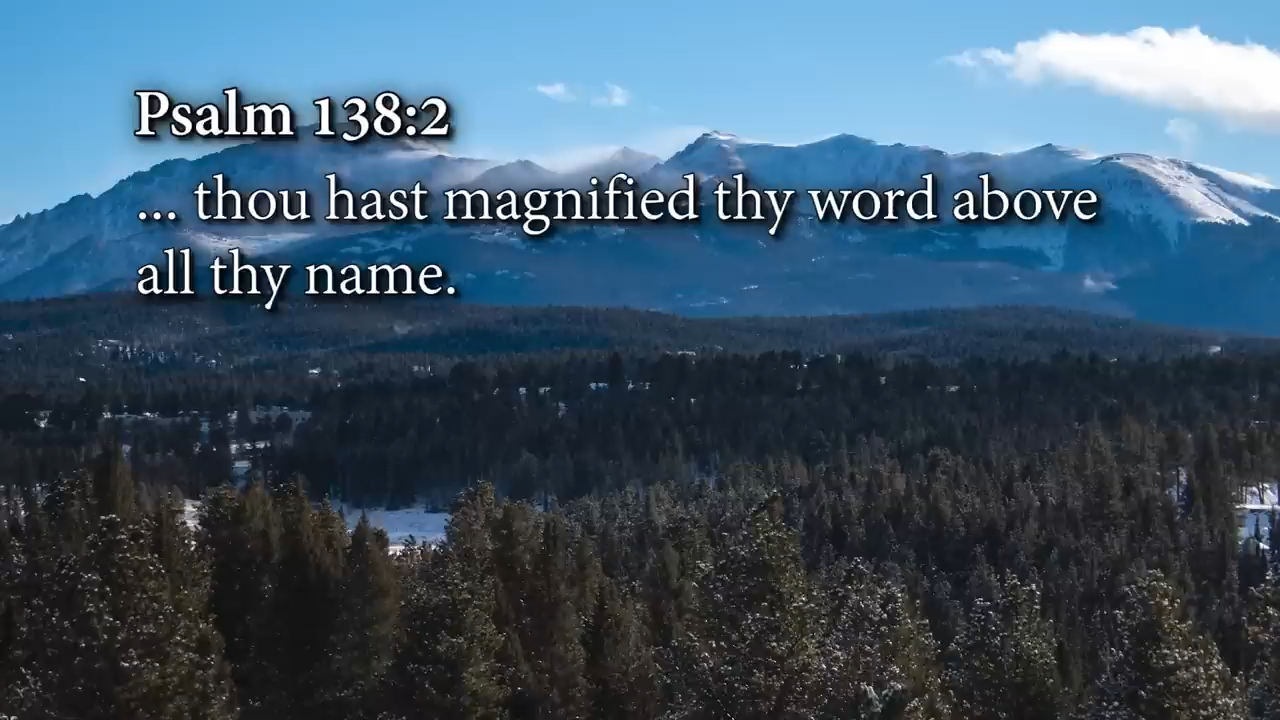 Psalm 138:2
... thou hast magnified thy word above
all thy name.